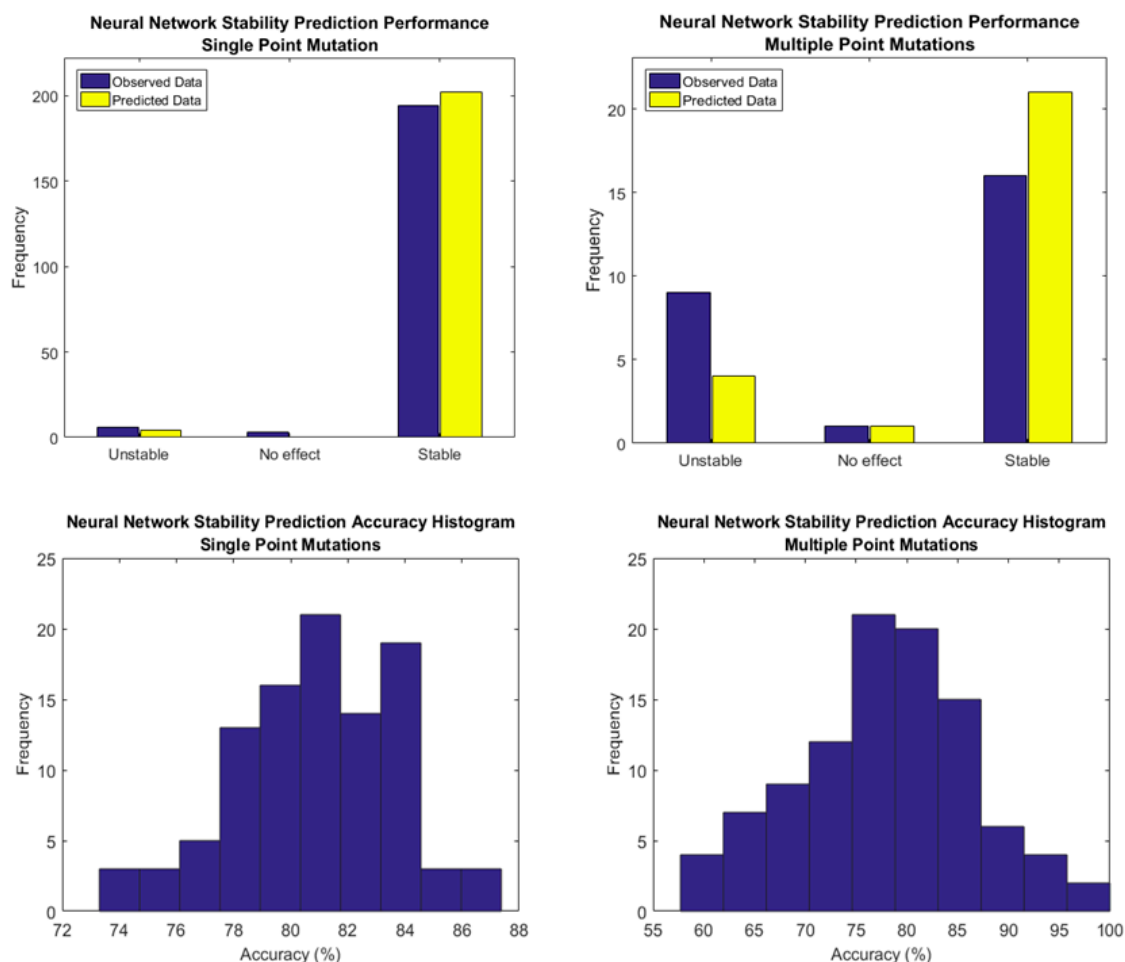 Neural Network Stability Prediction Performance
Single Point Mutation
Observed Data
Predicted Data
200
150
100
50
0
Frequency
Unstable
No effect
Stable
Neural Network Stability Prediction Performance
Multiple Point Mutations
Observed Data
Predicted Data
20
15
10
5
0
Frequency
Unstable
No effect
Stable
Neural Network Stability Prediction Accuracy Histogram
Single Point Mutations
25
20
15
10
5
0
Frequency
72 74 76 78 80 82 84 86 88
Accuracy (%)
Neural Network Stability Prediction Accuracy Histogram
Multiple Point Mutations
25
20
15
10
5
0
Frequency
55 60 65 70 75 80 85 90 95 100
Accuracy (%)